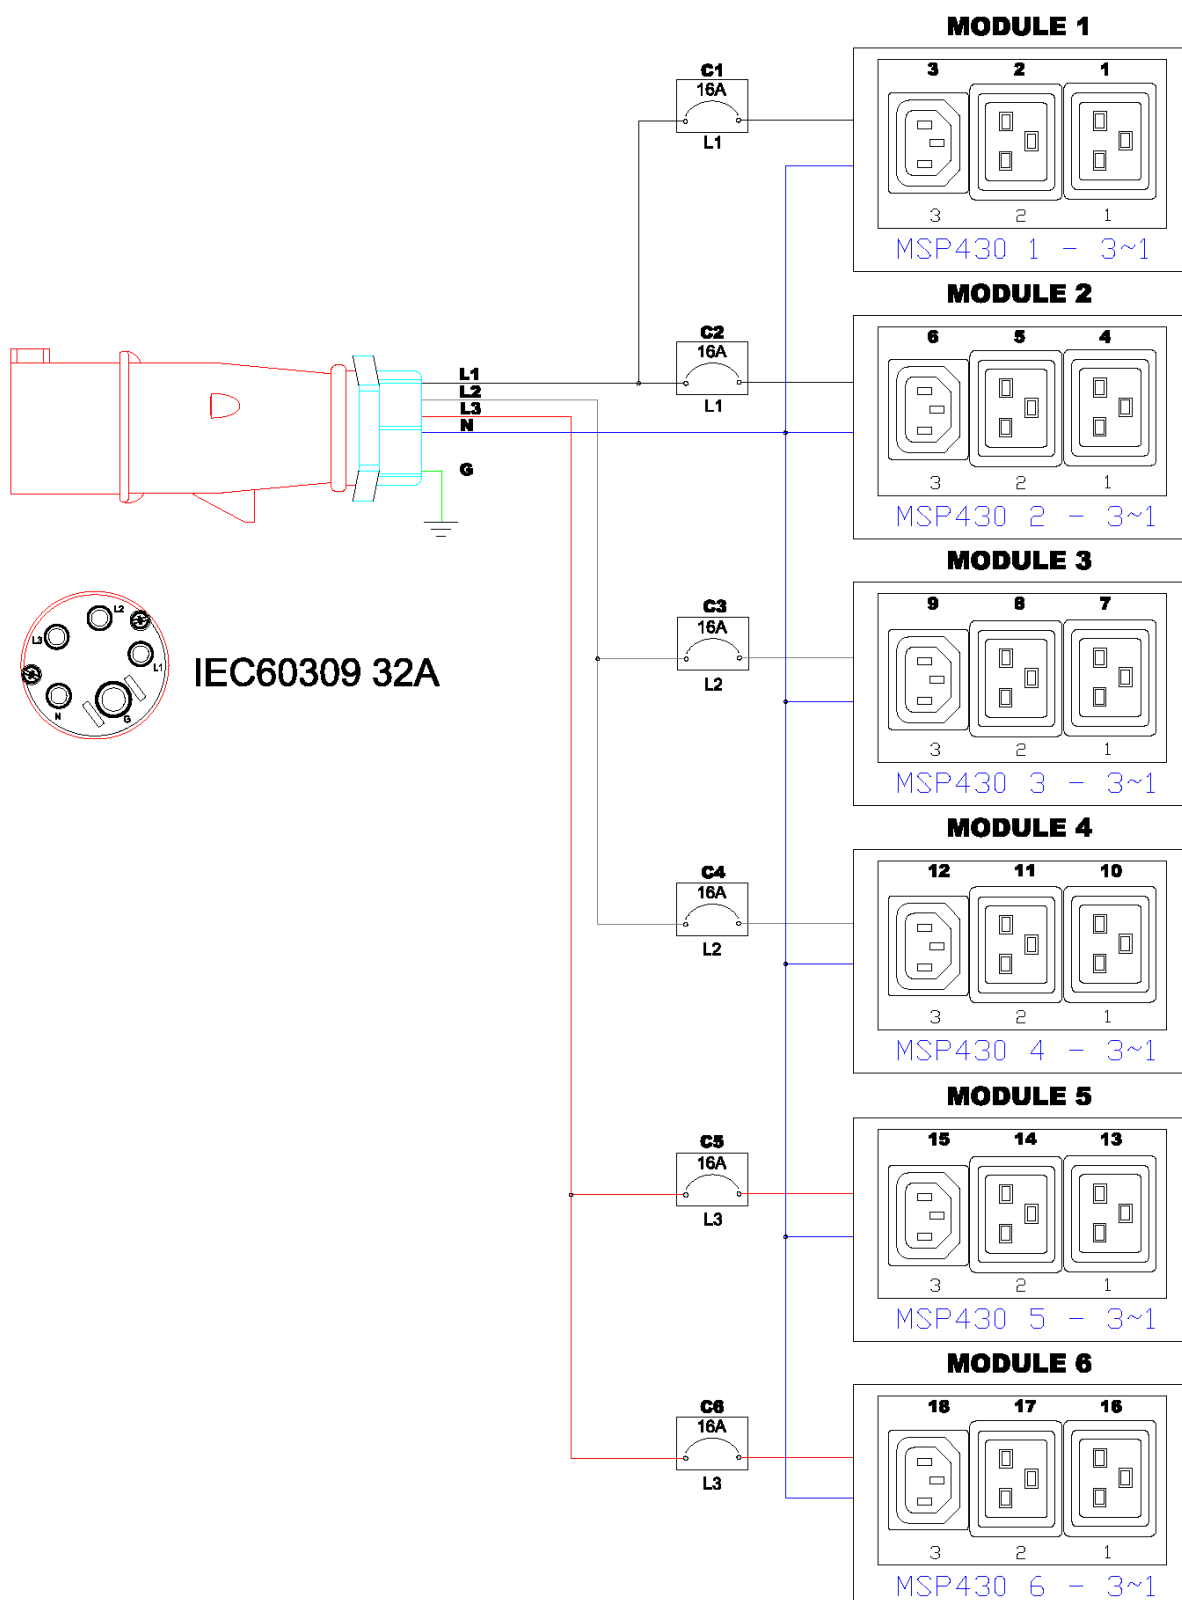 MODULE 1
C1
16A
L1
3 2 1
3 2 1
MSP430 1 - 3~1
MODULE 2
C2
16A
L1
6 5 4
3 2 1
MSP430 2 - 3~1
L1
L2
L3
N
G
MODULE 3
C3
16A
L2
9 8 7
3 2 1
MSP430 3 - 3~1
L2
L3
L1
N
G
IEC60309 32A
MODULE 4
C4
16A
L2
12 11 10
3 2 1
MSP430 4 - 3~1
MODULE 5
C5
16A
L3
15 14 13
3 2 1
MSP430 5 - 3~1
MODULE 6
C6
16A
L3
18 17 16
3 2 1
MSP430 6 - 3~1